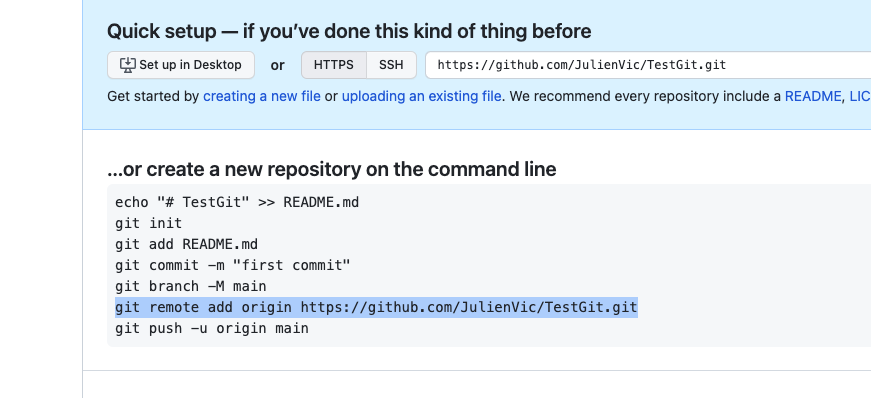 Quick setup — if you’ve done this kind of thing before
Set up in Desktop or HTTPS SSH https://github.com/JulienVic/TestGit.git
Get started by creating a new file or uploading an existing file. We recommend every repository include a README, LIC
...or create a new repository on the command line
echo "# TestGit" >> README.md
git init
git add README.md
git commit -m "first commit"
git branch -M main
git remote add origin https://github.com/JulienVic/TestGit.git
git push -u origin main